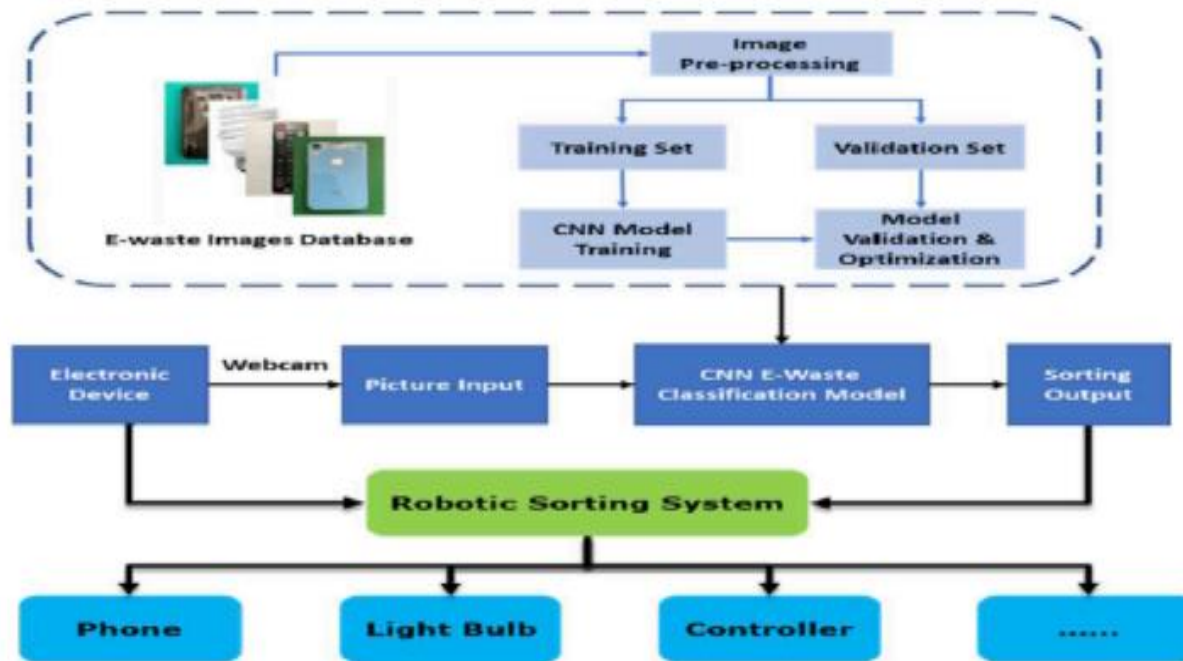 Image
Pre-processing
Training Set
Validation Set
E-waste Images Database
CNN Model
Training
Model
Validation &
Optimization
Electronic
Device
Webcam
Picture Input
CNN E-Waste
Classification Model
Sorting
Output
Robotic Sorting System
Phone
Light Bulb
Controller
......